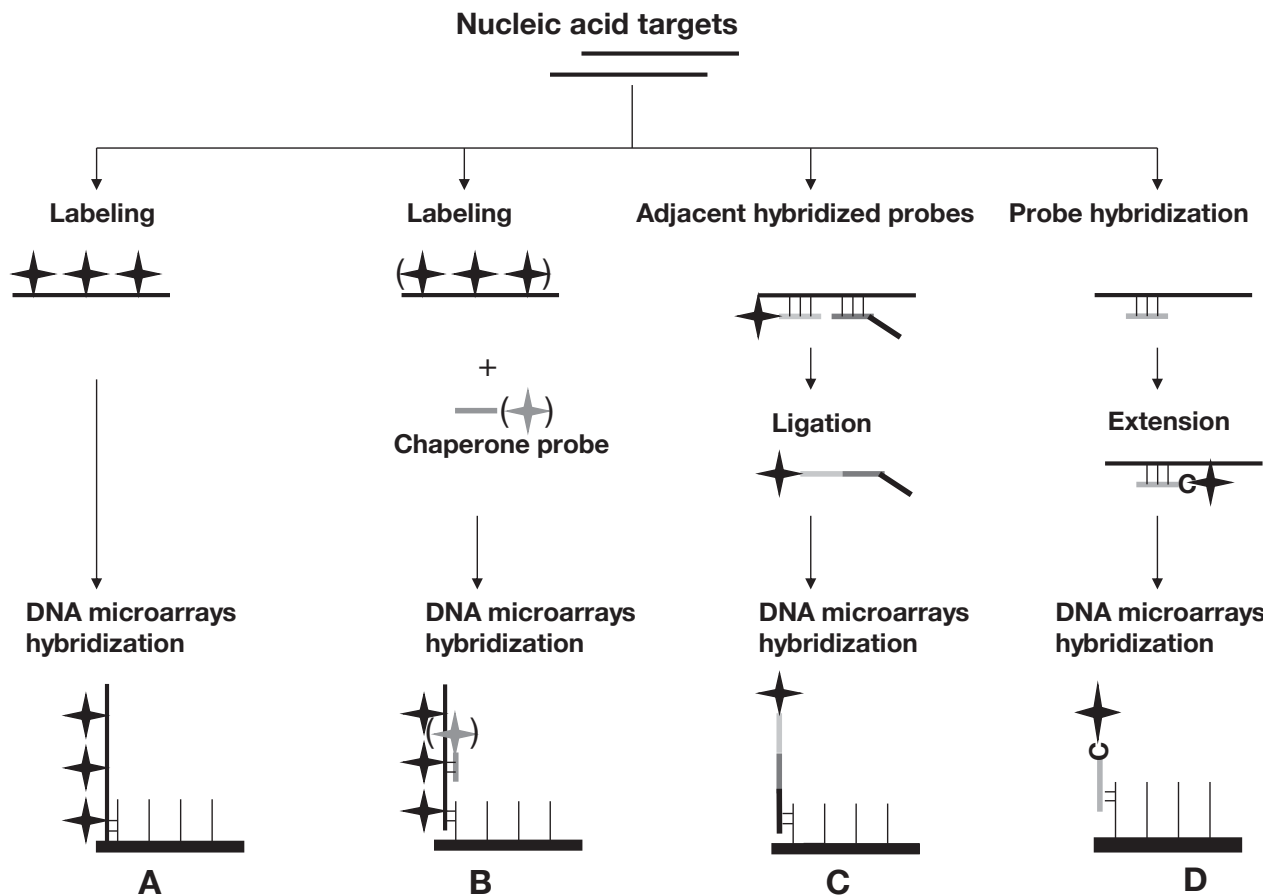 Nucleic acid targets
Labeling
Labeling
Adjacent hybridized probes
Probe hybridization
( )
+
( )
Chaperone probe
Ligation
Extension
C
DNA microarrays
hybridization
DNA microarrays
hybridization
DNA microarrays
hybridization
DNA microarrays
hybridization
( )
C
A
B
C
D